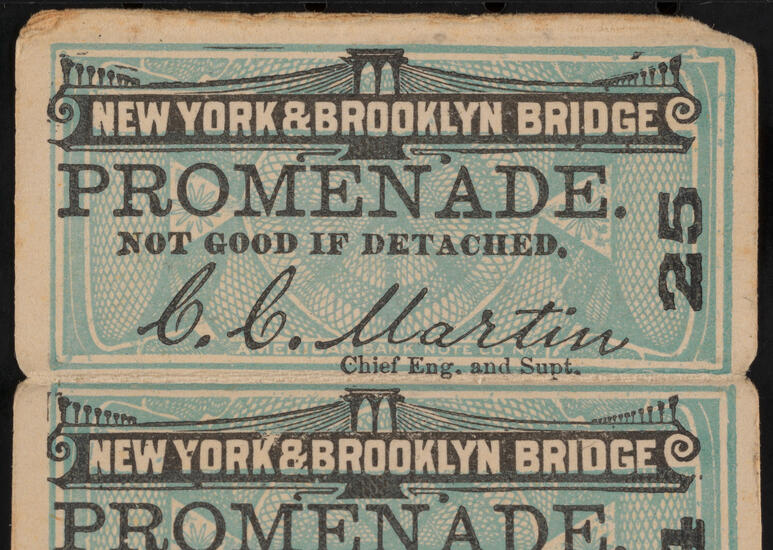 NEW YORK & BROOKLYN BRIDGE
PROMENADE.
NOT GOOD IF DETACHED.
25
C. C. Martin
Chief Eng. and Supt.
NEW YORK & BROOKLYN BRIDGE
PROMENADE.